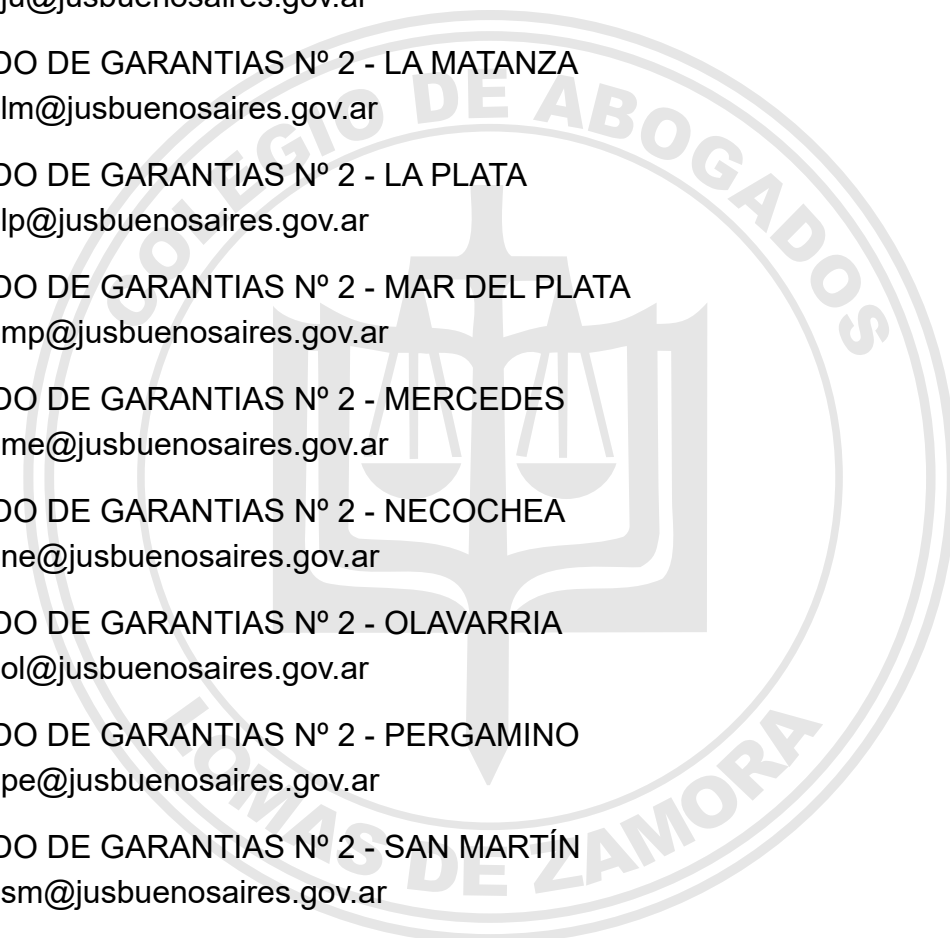 ju@jusbuenosaires.gov.ar
DO DE GARANTIAS Nº 2 - LA MATANZA
lm@jusbuenosaires.gov.ar
DO DE GARANTIAS Nº 2 - LA PLATA
lp@jusbuenosaires.gov.ar
DO DE GARANTIAS Nº 2 - MAR DEL PLATA
mp@jusbuenosaires.gov.ar
DO DE GARANTIAS Nº 2 - MERCEDES
me@jusbuenosaires.gov.ar
DO DE GARANTIAS Nº 2 - NECOCHEA
ne@jusbuenosaires.gov.ar
DO DE GARANTIAS Nº 2 - OLAVARRIA
ol@jusbuenosaires.gov.ar
DO DE GARANTIAS Nº 2 - PERGAMINO
pe@jusbuenosaires.gov.ar
DO DE GARANTIAS Nº 2 - SAN MARTÍN
sm@jusbuenosaires.gov.ar
COLEGIO DE ABOGADOS
LOMAS DE ZAMORA